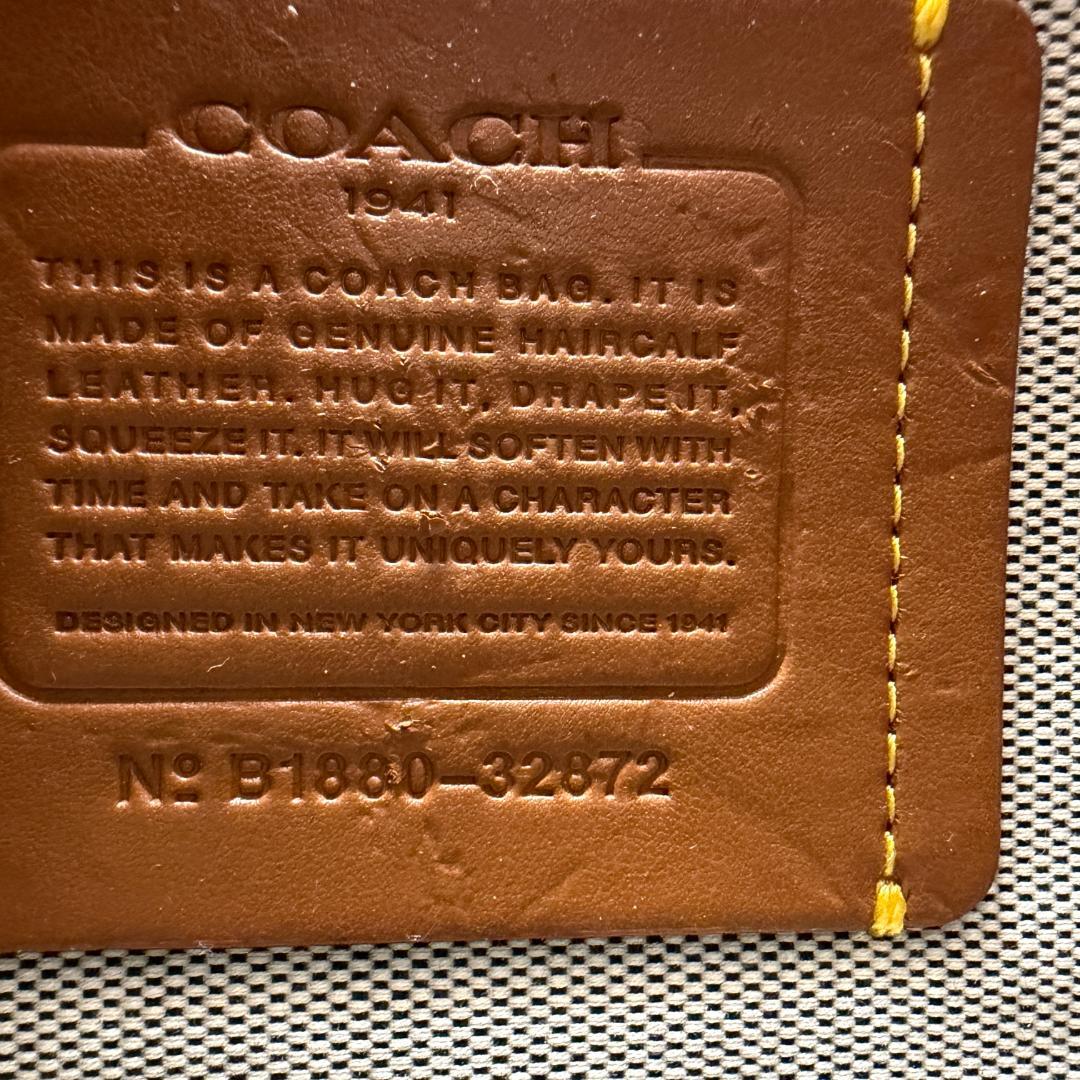 COACH
1941
THIS IS A COACH BAG. IT IS
MADE OF GENUINE HAIRCALF
LEATHER. HUG IT, DRAPE IT,
SQUEEZE IT. IT WILL SOFTEN WITH
TIME AND TAKE ON A CHARACTER
THAT MAKES IT UNIQUELY YOURS.
DESIGNED IN NEW YORK CITY SINCE 1941
Nº B1880-32872